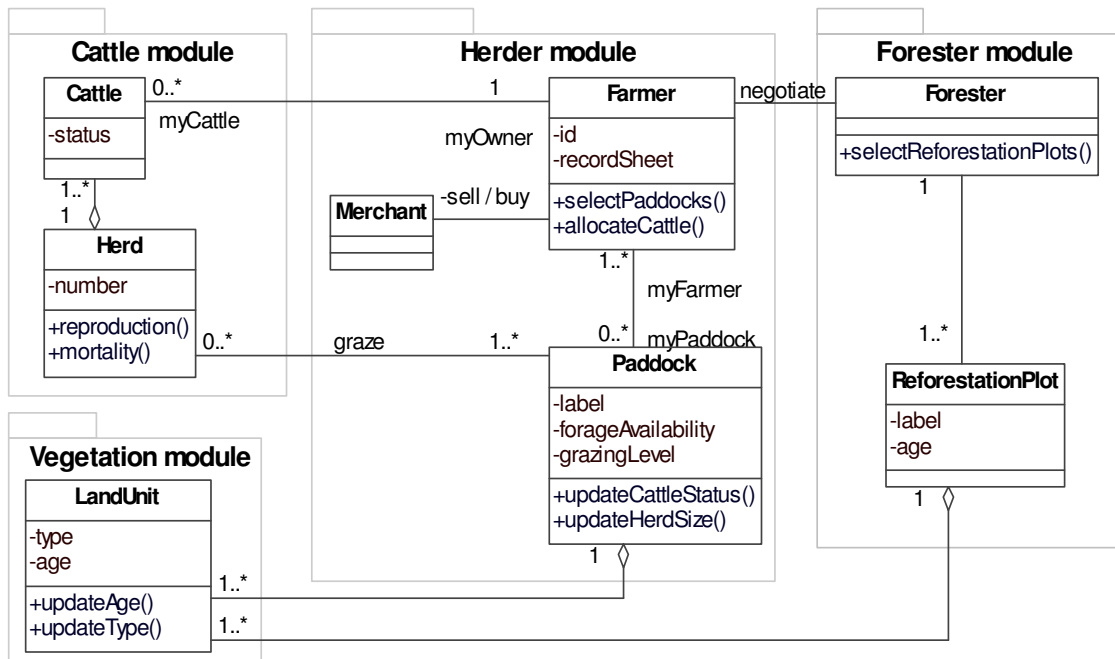 Cattle module
Cattle
-status
0..*
myCattle
1..*
1
Herd
-number
+reproduction()
+mortality()
0..*
graze
Herder module
1
myOwner
Farmer
-id
-recordSheet
+selectPaddocks()
+allocateCattle()
Merchant
-sell / buy
1..*
myFarmer
0..*
myPaddock
1..*
Paddock
-label
-forageAvailability
-grazingLevel
+updateCattleStatus()
+updateHerdSize()
1
negotiate
Forester module
Forester
+selectReforestationPlots()
1
1..*
ReforestationPlot
-label
-age
1
Vegetation module
LandUnit
-type
-age
+updateAge()
+updateType()
1..*
1..*